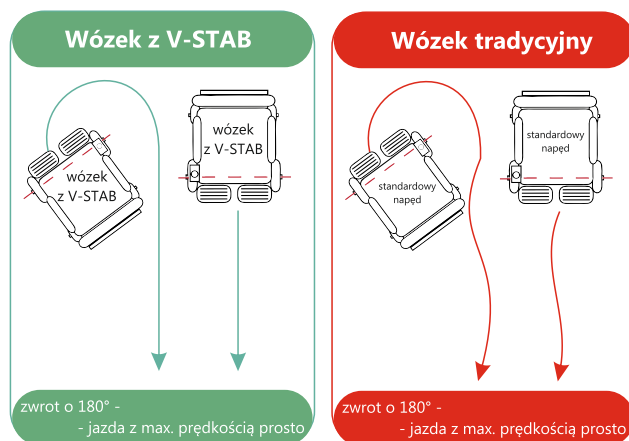 Wózek z V-STAB
wózek
z V-STAB
wózek
z V-STAB
zwrot o 180° -
- jazda z max. prędkością prosto
Wózek tradycyjny
standardowy
napęd
standardowy
napęd
zwrot o 180° -
- jazda z max. prędkością prosto